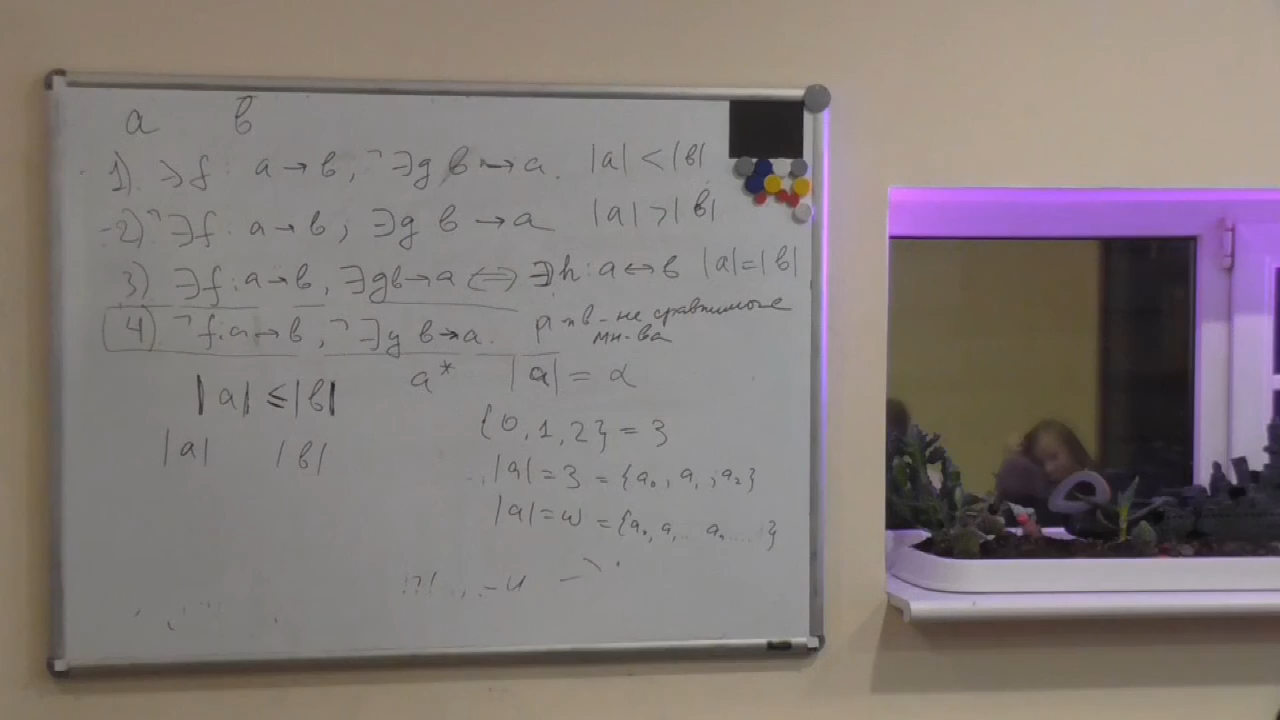 a в
1). ∃f: a→в, ¬∃g в→a. |a|<|в|
2) ¬∃f: a→в; ∃g в→a |a|>|в|
3) ∃f: a→в, ∃gв→a ⇔ ∃h: a↔в |a|=|в|
4) ¬f:a→в, ¬∃g в→a. в - не сравнимые
мн-ва
|a|≤|в| a* |a| = α
|a| |в| {0,1,2} = 3
|a|=3 = {a₀, a₁, a₂}
|a|=ω = {a₀, a₁... aₙ.....}